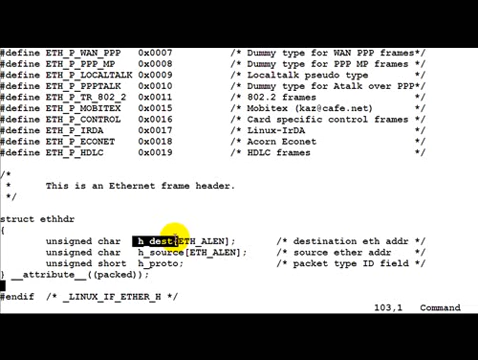 #define ETH_P_WAN_PPP 0x0007 /* Dummy type for WAN PPP frames*/
#define ETH_P_PPP_MP 0x0008 /* Dummy type for PPP MP frames */
#define ETH_P_LOCALTALK 0x0009 /* Localtalk pseudo type */
#define ETH_P_PPPTALK 0x0010 /* Dummy type for Atalk over PPP*/
#define ETH_P_TR_802_2 0x0011 /* 802.2 frames */
#define ETH_P_MOBITEX 0x0015 /* Mobitex (kaz@cafe.net) */
#define ETH_P_CONTROL 0x0016 /* Card specific control frames */
#define ETH_P_IRDA 0x0017 /* Linux-IrDA */
#define ETH_P_ECONET 0x0018 /* Acorn Econet */
#define ETH_P_HDLC 0x0019 /* HDLC frames */
/*
* This is an Ethernet frame header.
*/
struct ethhdr
{
unsigned char h_dest[ETH_ALEN]; /* destination eth addr */
unsigned char h_source[ETH_ALEN]; /* source ether addr */
unsigned short h_proto; /* packet type ID field */
} __attribute__((packed));
#endif /* _LINUX_IF_ETHER_H */
103,1 Command